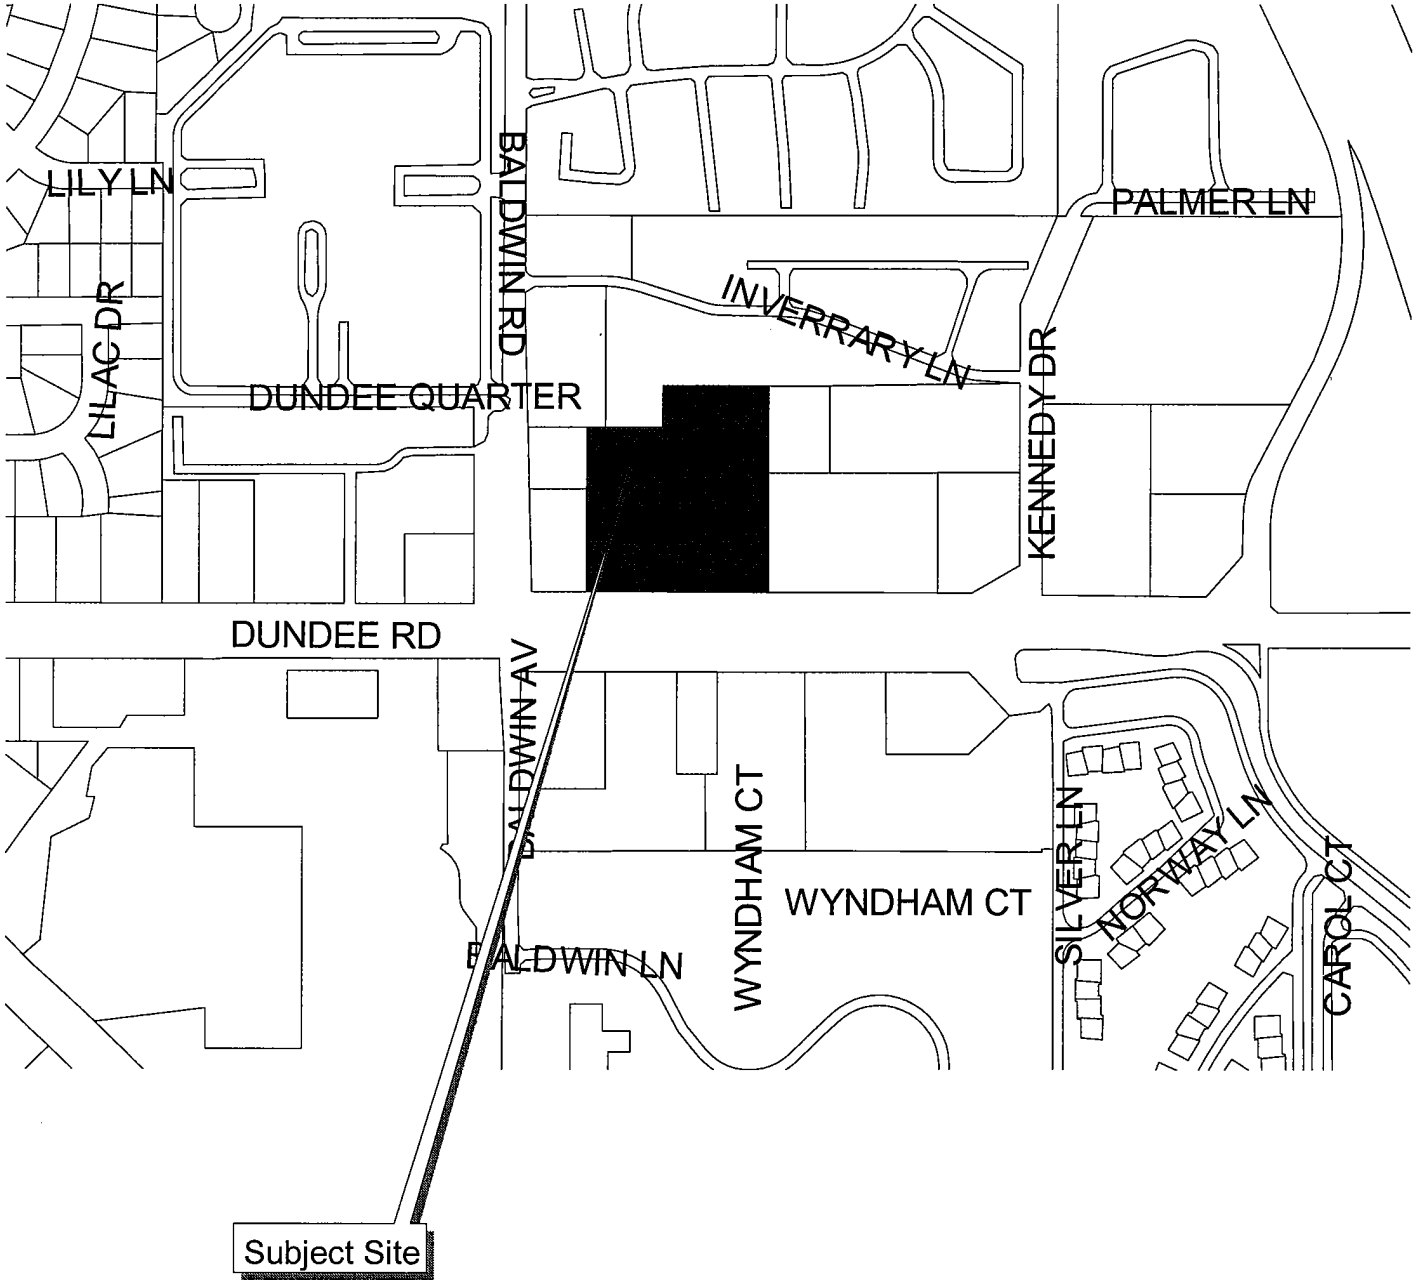 LILY LN
BALDWIN RD
PALMER LN
LILAC DR
INVERRARY LN
KENNEDY DR
DUNDEE QUARTER
DUNDEE RD
BALDWIN AV
WYNDHAM CT
WYNDHAM CT
SILVER LN
NORWAY LN
CAROL CT
BALDWIN LN
Subject Site